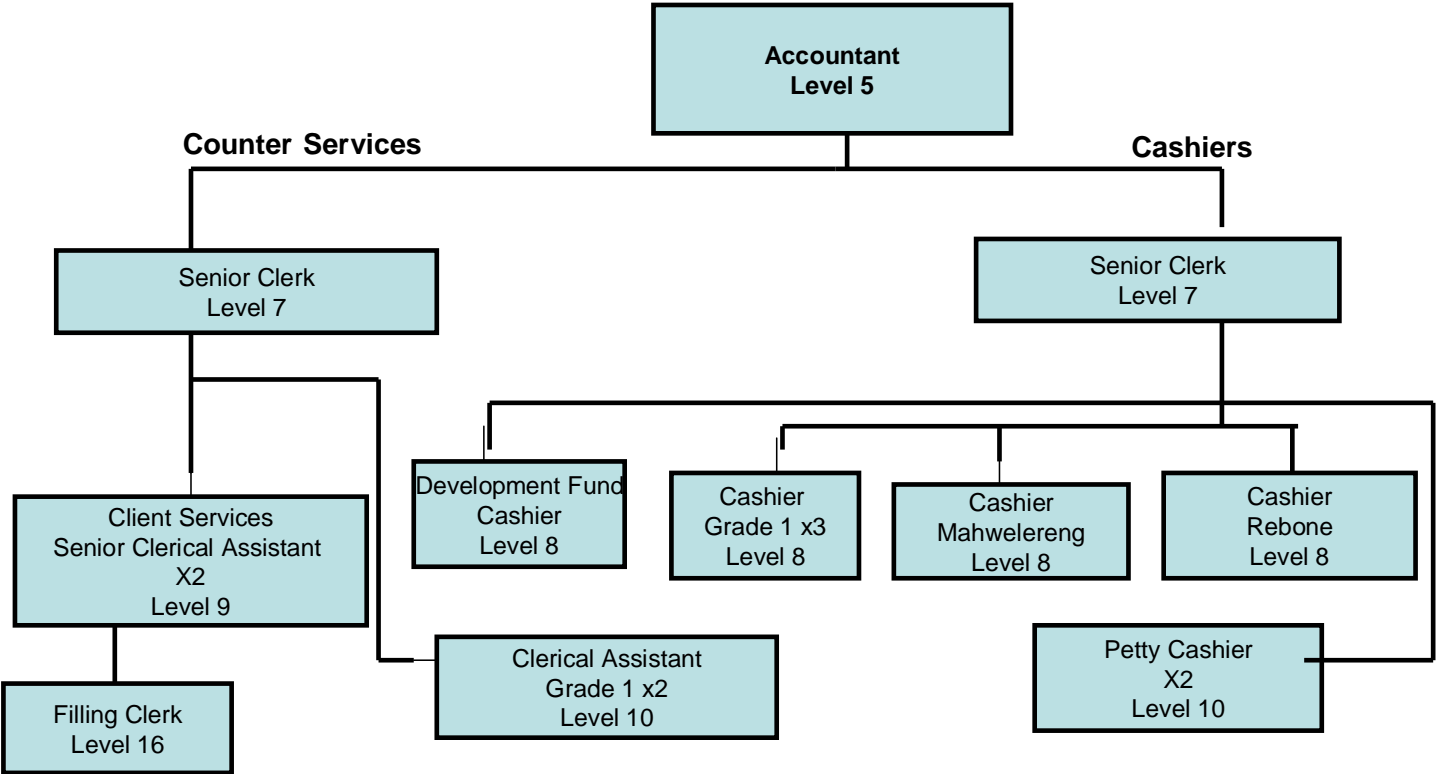 Accountant
Level 5
Counter Services
Cashiers
Senior Clerk
Level 7
Senior Clerk
Level 7
Development Fund
Cashier
Level 8
Cashier
Grade 1 x3
Level 8
Cashier
Mahwelereng
Level 8
Cashier
Rebone
Level 8
Client Services
Senior Clerical Assistant
X2
Level 9
Clerical Assistant
Grade 1 x2
Level 10
Petty Cashier
X2
Level 10
Filling Clerk
Level 16